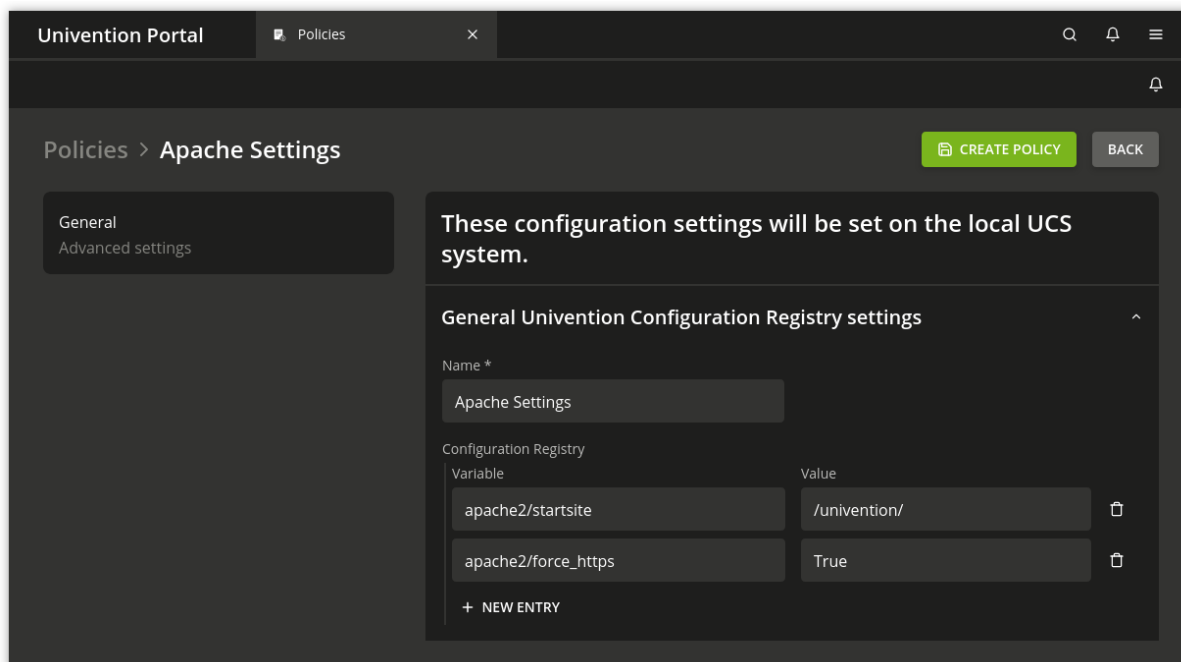 Univention Portal
Policies
Policies > Apache Settings
CREATE POLICY
BACK
General
Advanced settings
These configuration settings will be set on the local UCS
system.
General Univention Configuration Registry settings
Name *
Apache Settings
Configuration Registry
Variable Value
apache2/startsite /univention/
apache2/force_https True
+ NEW ENTRY